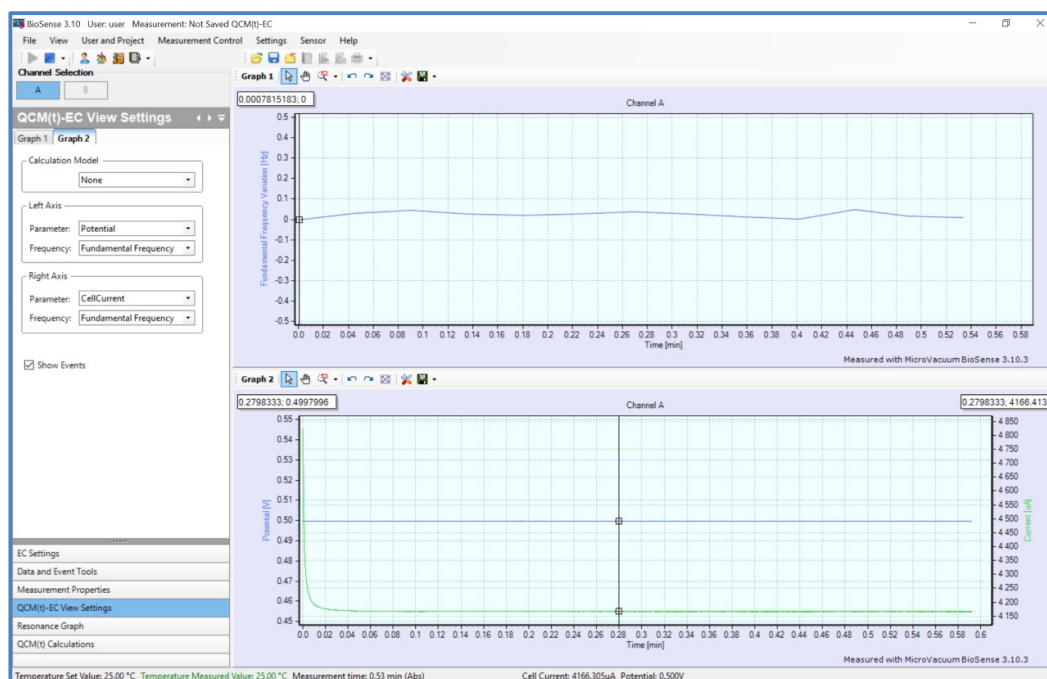 BioSense 3.10 User: user Measurement: Not Saved QCM(t)-EC
File View User and Project Measurement Control Settings Sensor Help
Channel Selection
A B
QCM(t)-EC View Settings
Graph 1 Graph 2
Calculation Model
None
Left Axis
Parameter: Potential
Frequency: Fundamental Frequency
Right Axis
Parameter: CellCurrent
Frequency: Fundamental Frequency
Show Events
EC Settings
Data and Event Tools
Measurement Properties
QCM(t)-EC View Settings
Resonance Graph
QCM(t) Calculations
Graph 1
0.0007815183; 0
Channel A
Fundamental Frequency Variation [Hz]
0.5
0.4
0.3
0.2
0.1
0
-0.1
-0.2
-0.3
-0.4
-0.5
0.0 0.02 0.04 0.06 0.08 0.1 0.12 0.14 0.16 0.18 0.2 0.22 0.24 0.26 0.28 0.3 0.32 0.34 0.36 0.38 0.4 0.42 0.44 0.46 0.48 0.5 0.52 0.54 0.56 0.58
Time [min]
Measured with MicroVacuum BioSense 3.10.3
Graph 2
0.2798333; 0.4997996
Channel A
0.2798333; 4166.413
Potential [V]
0.55
0.54
0.53
0.52
0.51
0.50
0.49
0.48
0.47
0.46
0.45
4 850
4 800
4 750
4 700
4 650
4 600
4 550
4 500
4 450
4 400
4 350
4 300
4 250
4 200
4 150
Current [uA]
0.0 0.02 0.04 0.06 0.08 0.1 0.12 0.14 0.16 0.18 0.2 0.22 0.24 0.26 0.28 0.3 0.32 0.34 0.36 0.38 0.4 0.42 0.44 0.46 0.48 0.5 0.52 0.54 0.56 0.58 0.6
Time [min]
Measured with MicroVacuum BioSense 3.10.3
Temperature Set Value: 25.00 °C Temperature Measured Value: 25.00 °C Measurement time: 0.53 min (Abs) Cell Current: 4166.305uA Potential: 0.500V